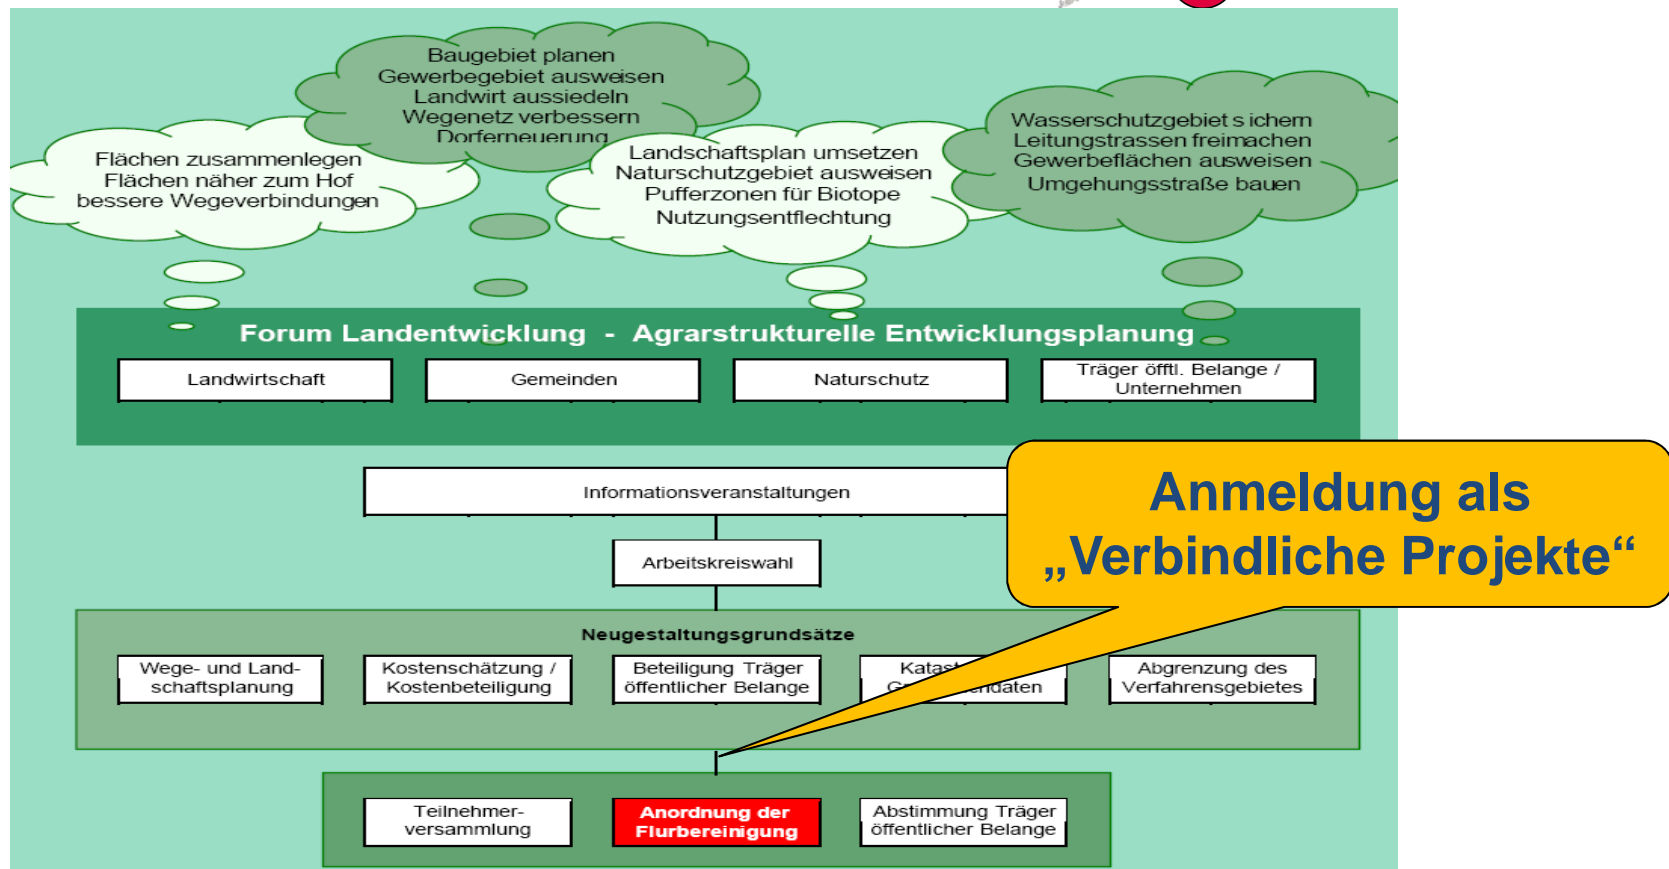 Baugebiet planen
Gewerbegebiet ausweisen
Landwirt aussiedeln
Wegenetz verbessern
Dorferneuerung
Flächen zusammenlegen
Flächen näher zum Hof
bessere Wegeverbindungen
Landschaftsplan umsetzen
Naturschutzgebiet ausweisen
Pufferzonen für Biotope
Nutzungsentflechtung
Wasserschutzgebiet sichern
Leitungstrassen freimachen
Gewerbeflächen ausweisen
Umgehungsstraße bauen
Forum Landentwicklung - Agrarstrukturelle Entwicklungsplanung
Landwirtschaft
Gemeinden
Naturschutz
Träger öfftl. Belange /
Unternehmen
Informationsveranstaltungen
Anmeldung als
„Verbindliche Projekte“
Arbeitskreiswahl
Neugestaltungsgrundsätze
Wege- und Land-
schaftsplanung
Kostenschätzung /
Kostenbeteiligung
Beteiligung Träger
öffentlicher Belange
Abgrenzung des
Verfahrensgebietes
Teilnehmer-
versammlung
Anordnung der
Flurbereinigung
Abstimmung Träger
öffentlicher Belange